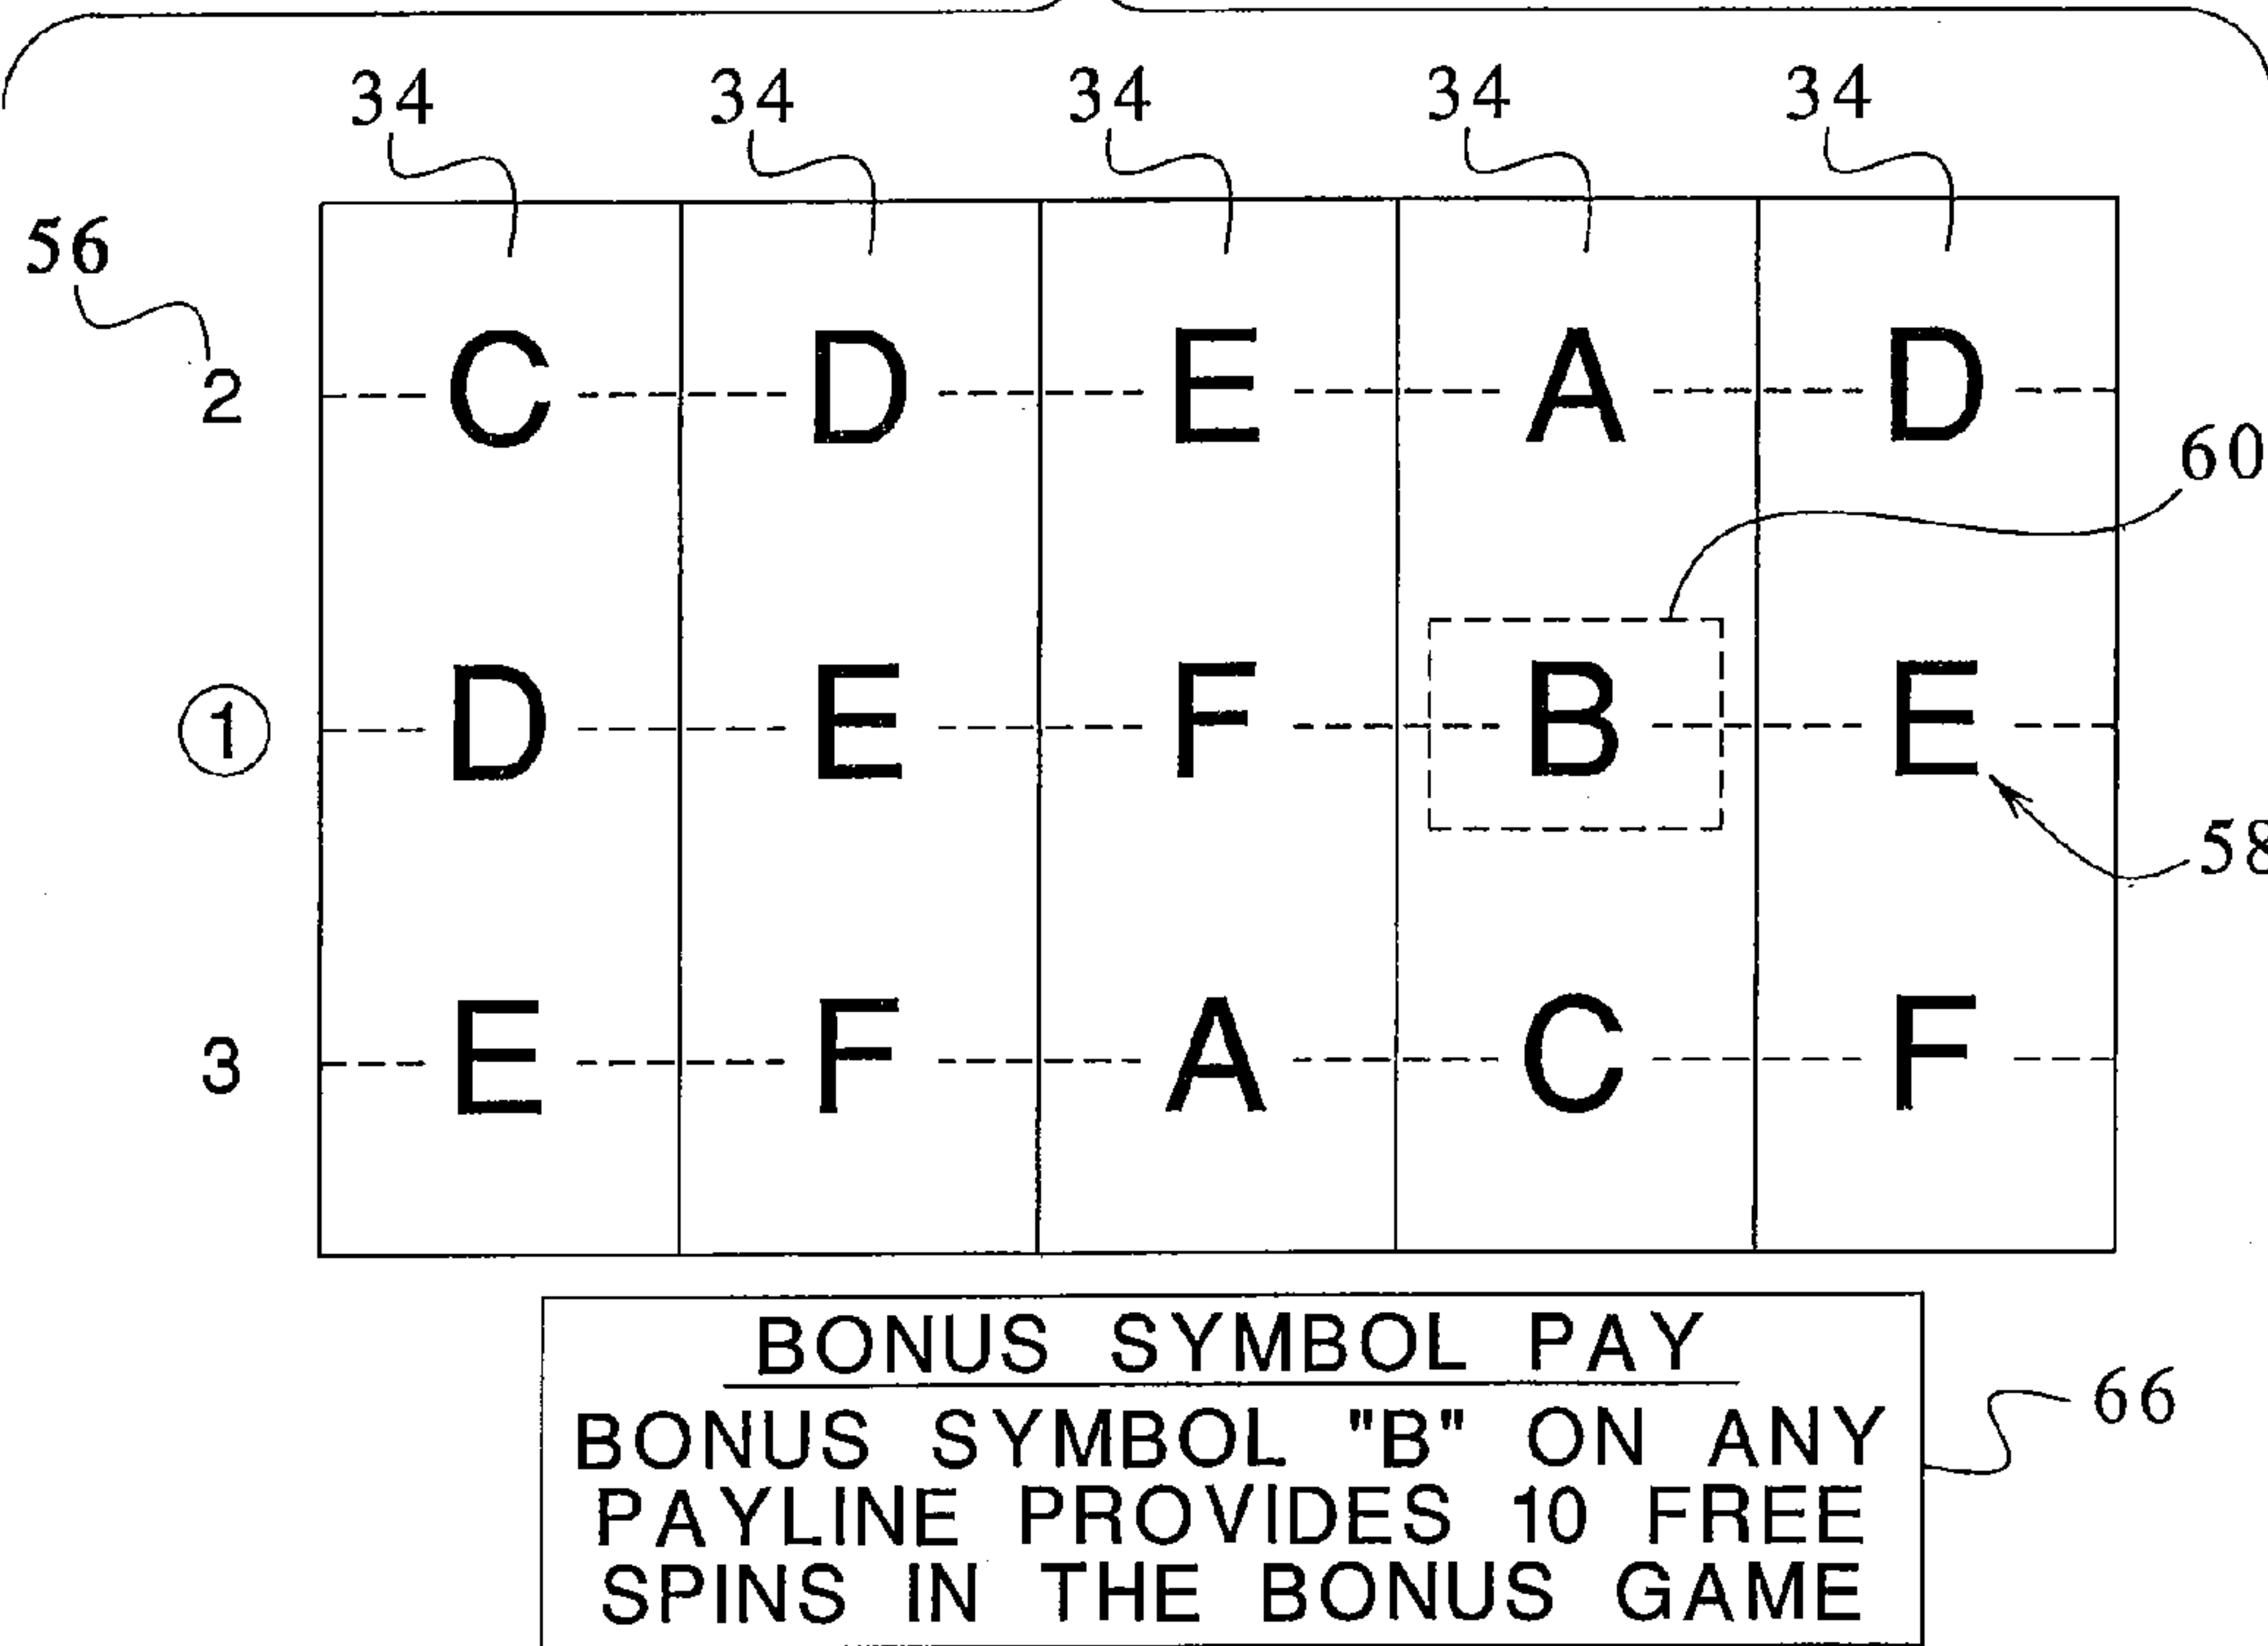 34 34 34 34 34
56
2 C D E A D
60
1 D E F B E
58
3 E F A C F
BONUS SYMBOL PAY
BONUS SYMBOL "B" ON ANY
PAYLINE PROVIDES 10 FREE
SPINS IN THE BONUS GAME
66